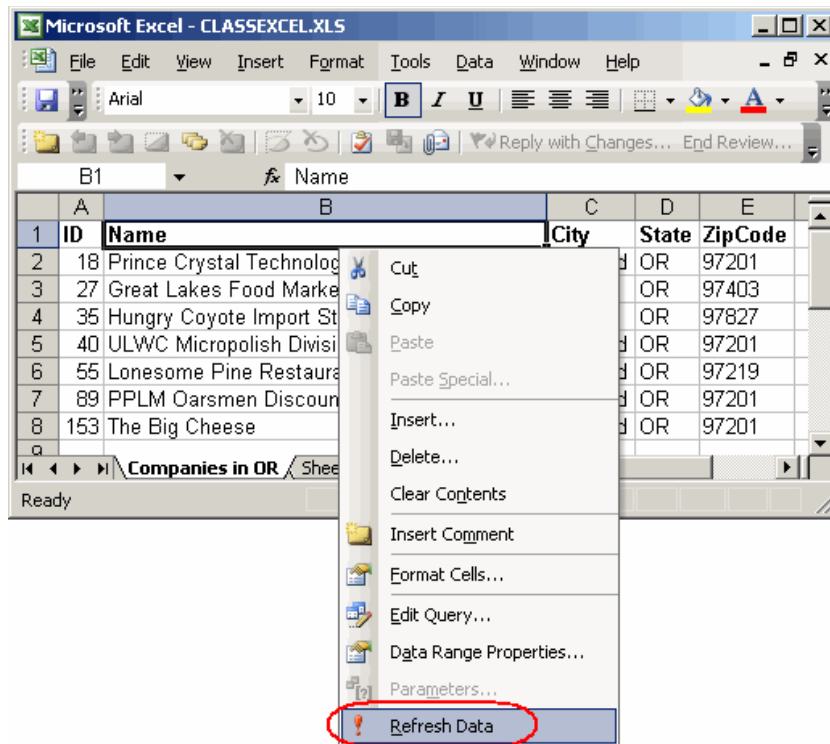 Microsoft Excel - CLASSEXCEL.XLS
File Edit View Insert Format Tools Data Window Help
Arial 10 B I U A
Reply with Changes... End Review...
B1 fx Name
A B C D E
1 ID Name City State ZipCode
2 18 Prince Crystal Technolog d OR 97201
3 27 Great Lakes Food Marke OR 97403
4 35 Hungry Coyote Import St OR 97827
5 40 ULWC Micropolish Divisi d OR 97201
6 55 Lonesome Pine Restaura d OR 97219
7 89 PPLM Oarsmen Discoun d OR 97201
8 153 The Big Cheese d OR 97201
9
Companies in OR Shee
Ready
Cut
Copy
Paste
Paste Special...
Insert...
Delete...
Clear Contents
Insert Comment
Format Cells...
Edit Query...
Data Range Properties...
[?] Parameters...
Refresh Data